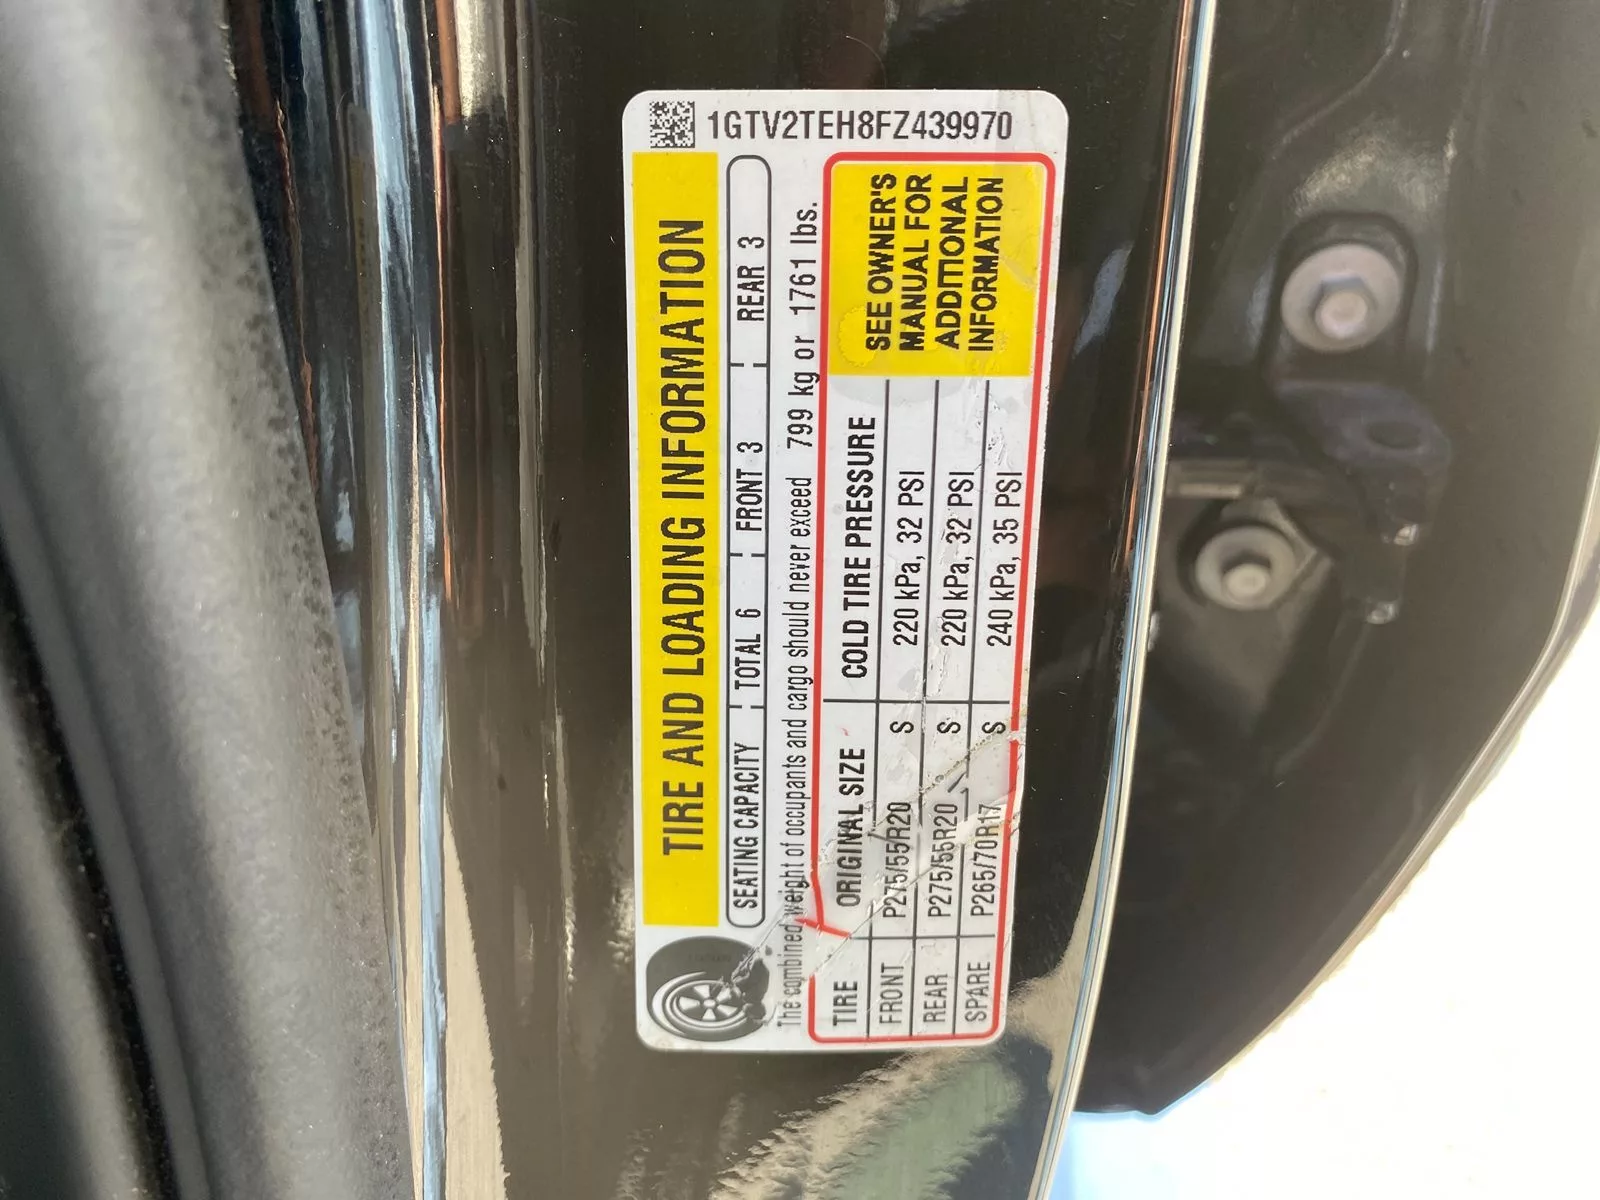 1GTV2TEH8FZ439970
TIRE AND LOADING INFORMATION
SEATING CAPACITY TOTAL 6 FRONT 3 REAR 3
The combined weight of occupants and cargo should never exceed 799 kg or 1761 lbs.
TIRE ORIGINAL SIZE COLD TIRE PRESSURE
FRONT P275/55R20 S 220 kPa, 32 PSI
REAR P275/55R20 S 220 kPa, 32 PSI
SPARE P265/70R17 S 240 kPa, 35 PSI
SEE OWNER'S
MANUAL FOR
ADDITIONAL
INFORMATION